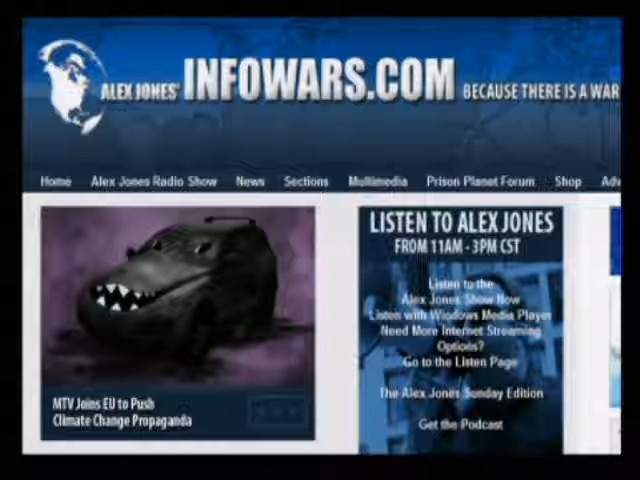 ALEX JONES' INFOWARS.COM BECAUSE THERE IS A WAR
Home Alex Jones Radio Show News Sections Multimedia Prison Planet Forum Shop Adv
LISTEN TO ALEX JONES
FROM 11AM - 3PM CST
Listen to the
Alex Jones Show Now
Listen with Windows Media Player
Need More Internet Streaming
Options?
Go to the Listen Page
The Alex Jones Sunday Edition
Get the Podcast
MTV Joins EU to Push
Climate Change Propaganda